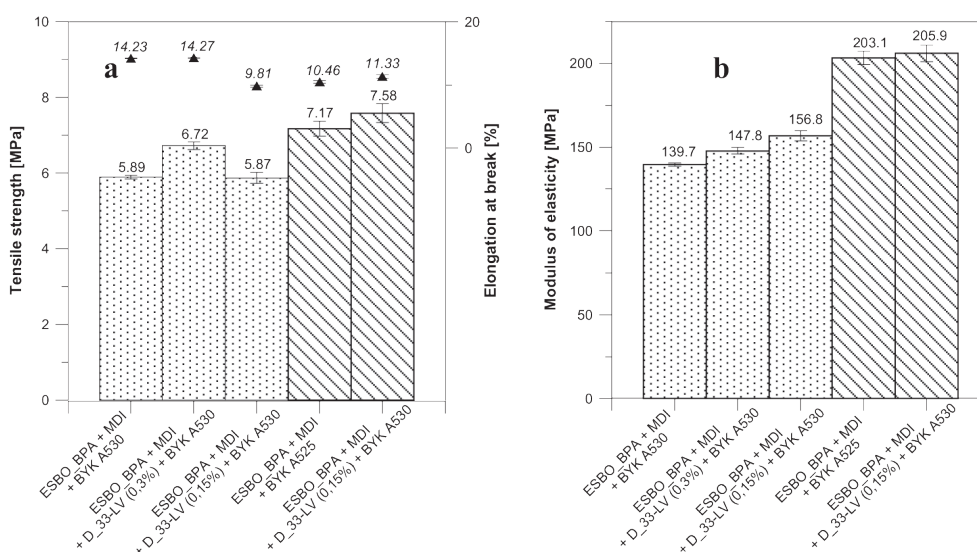 10
8
6
4
2
0
Tensile strength [MPa]
a
14.23
14.27
9.81
10.46
11.33
5.89
6.72
5.87
7.17
7.58
20
0
Elongation at break [%]
ESBO_BPA + MDI
+ BYK A530
ESBO_BPA + MDI
+ D_33-LV (0,3%) + BYK A530
ESBO_BPA + MDI
+ D_33-LV (0,15%) + BYK A530
ESBO_BPA + MDI
+ BYK A525
ESBO_BPA + MDI
+ D_33-LV (0,15%) + BYK A530
200
150
100
50
0
Modulus of elasticity [MPa]
b
139.7
147.8
156.8
203.1
205.9
ESBO_BPA + MDI
+ BYK A530
ESBO_BPA + MDI
+ D_33-LV (0,3%) + BYK A530
ESBO_BPA + MDI
+ D_33-LV (0,15%) + BYK A530
ESBO_BPA + MDI
+ BYK A525
ESBO_BPA + MDI
+ D_33-LV (0,15%) + BYK A530